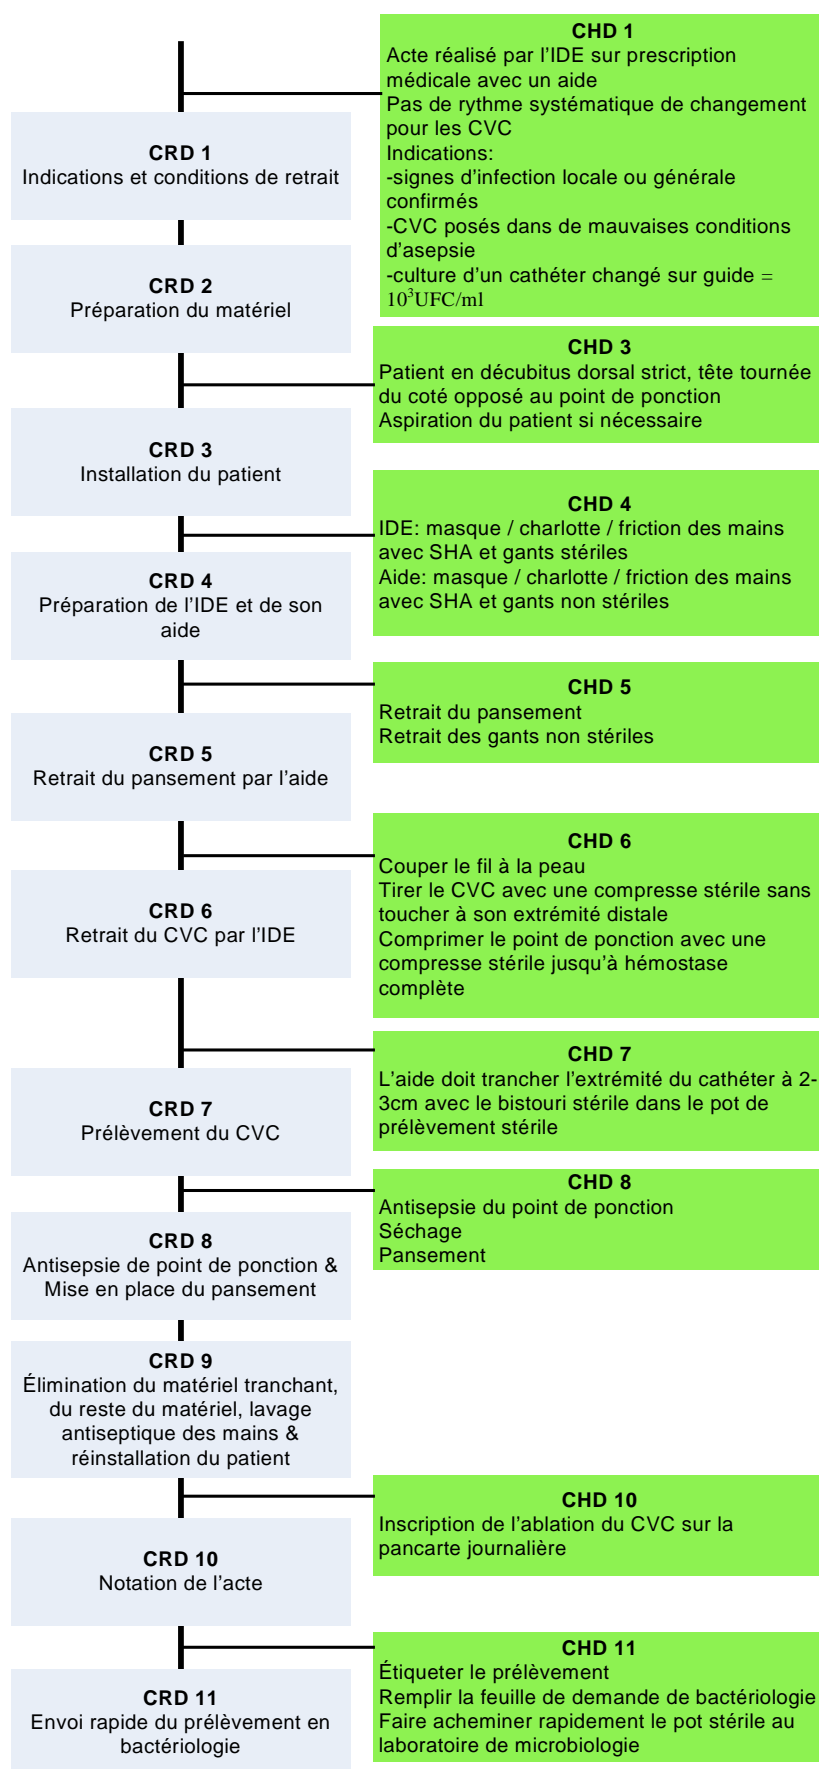 CHD 1
Acte réalisé par l’IDE sur prescription
médicale avec un aide
Pas de rythme systématique de changement
pour les CVC
Indications:
-signes d’infection locale ou générale
confirmés
-CVC posés dans de mauvaises conditions
d’asepsie
-culture d’un cathéter changé sur guide =
10³UFC/ml
CRD 1
Indications et conditions de retrait
CRD 2
Préparation du matériel
CHD 3
Patient en décubitus dorsal strict, tête tournée
du coté opposé au point de ponction
Aspiration du patient si nécessaire
CRD 3
Installation du patient
CHD 4
IDE: masque / charlotte / friction des mains
avec SHA et gants stériles
Aide: masque / charlotte / friction des mains
avec SHA et gants non stériles
CRD 4
Préparation de l’IDE et de son
aide
CHD 5
Retrait du pansement
Retrait des gants non stériles
CRD 5
Retrait du pansement par l’aide
CHD 6
Couper le fil à la peau
Tirer le CVC avec une compresse stérile sans
toucher à son extrémité distale
Comprimer le point de ponction avec une
compresse stérile jusqu’à hémostase
complète
CRD 6
Retrait du CVC par l’IDE
CHD 7
L’aide doit trancher l’extrémité du cathéter à 2-
3cm avec le bistouri stérile dans le pot de
prélèvement stérile
CRD 7
Prélèvement du CVC
CHD 8
Antisepsie du point de ponction
Séchage
Pansement
CRD 8
Antisepsie de point de ponction &
Mise en place du pansement
CRD 9
Élimination du matériel tranchant,
du reste du matériel, lavage
antiseptique des mains &
réinstallation du patient
CHD 10
Inscription de l’ablation du CVC sur la
pancarte journalière
CRD 10
Notation de l’acte
CHD 11
Étiqueter le prélèvement
Remplir la feuille de demande de bactériologie
Faire acheminer rapidement le pot stérile au
laboratoire de microbiologie
CRD 11
Envoi rapide du prélèvement en
bactériologie